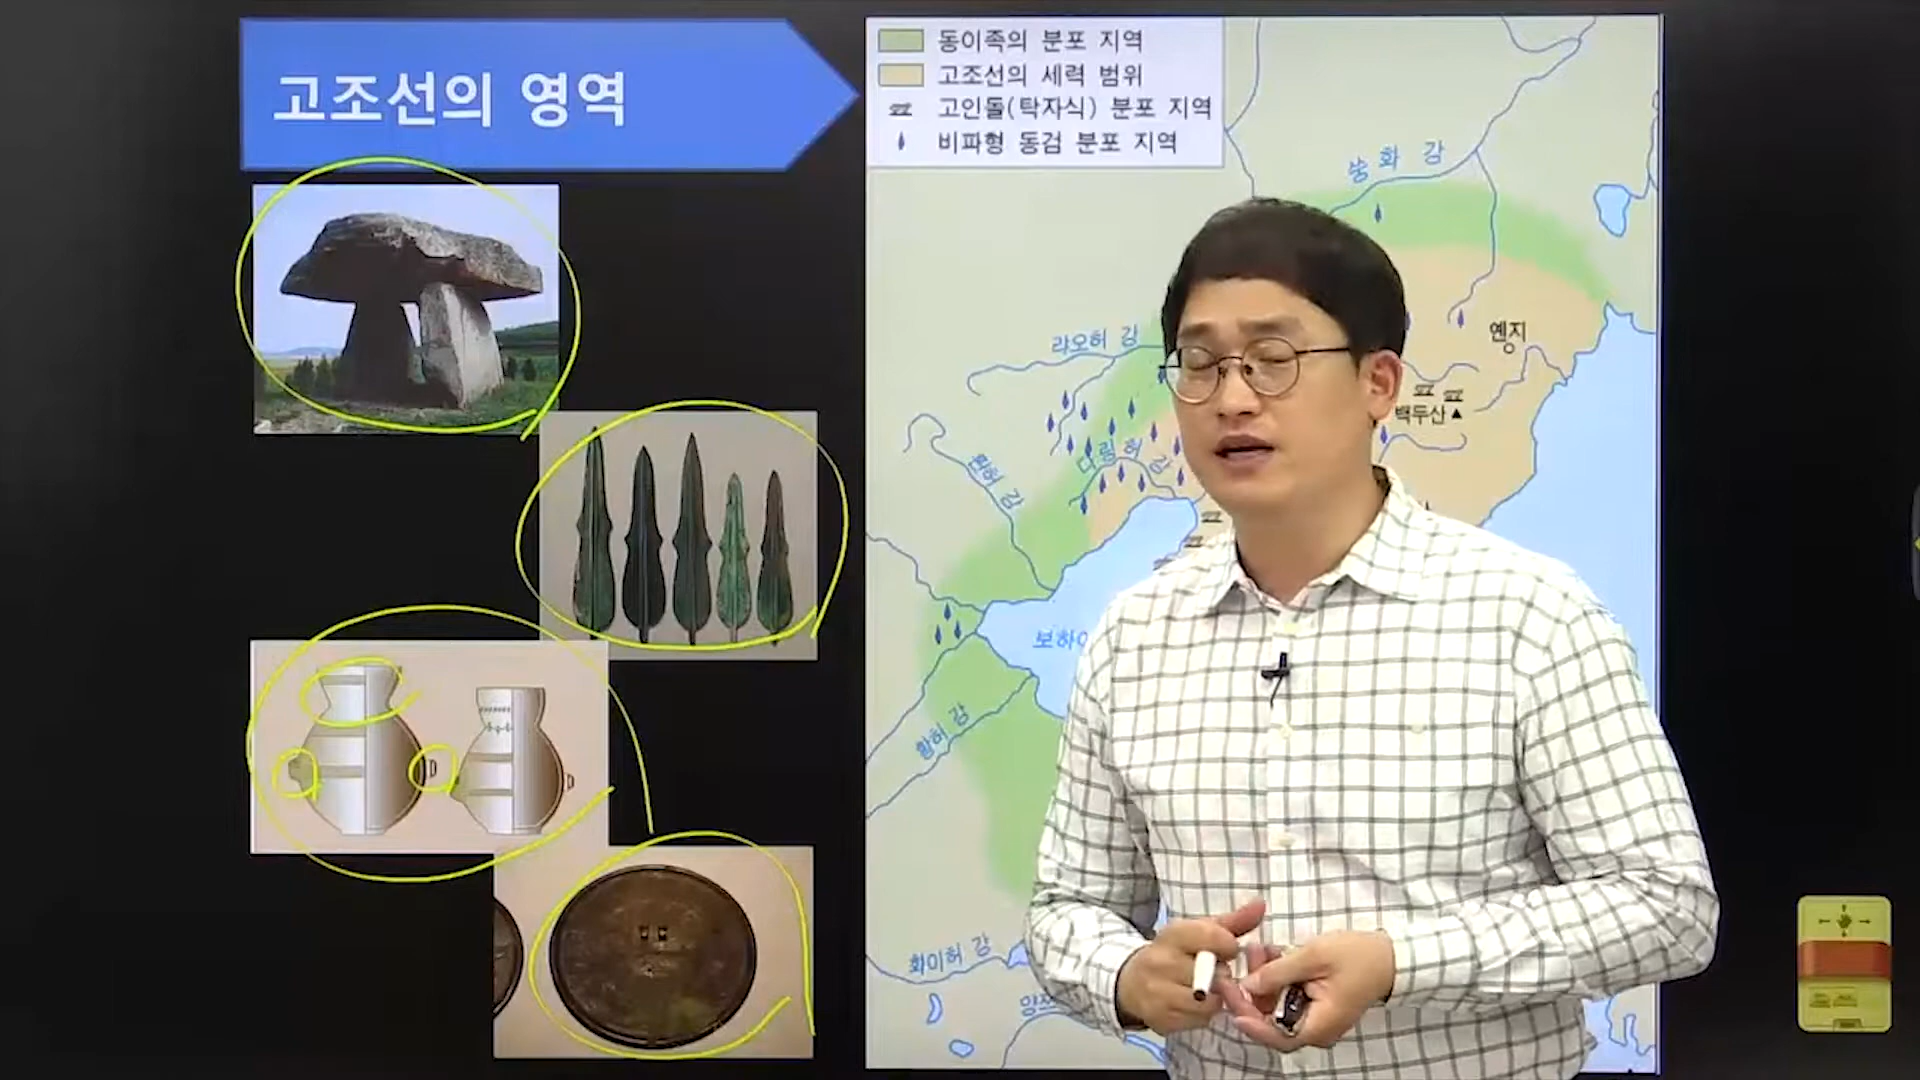 고조선의 영역
동이족의 분포 지역
고조선의 세력 범위
고인돌(탁자식) 분포 지역
비파형 동검 분포 지역
쑹화 강
랴오허 강
옌지
백두산
다링허 강
롼허 강
보하이
황허 강
화이허 강
양쯔